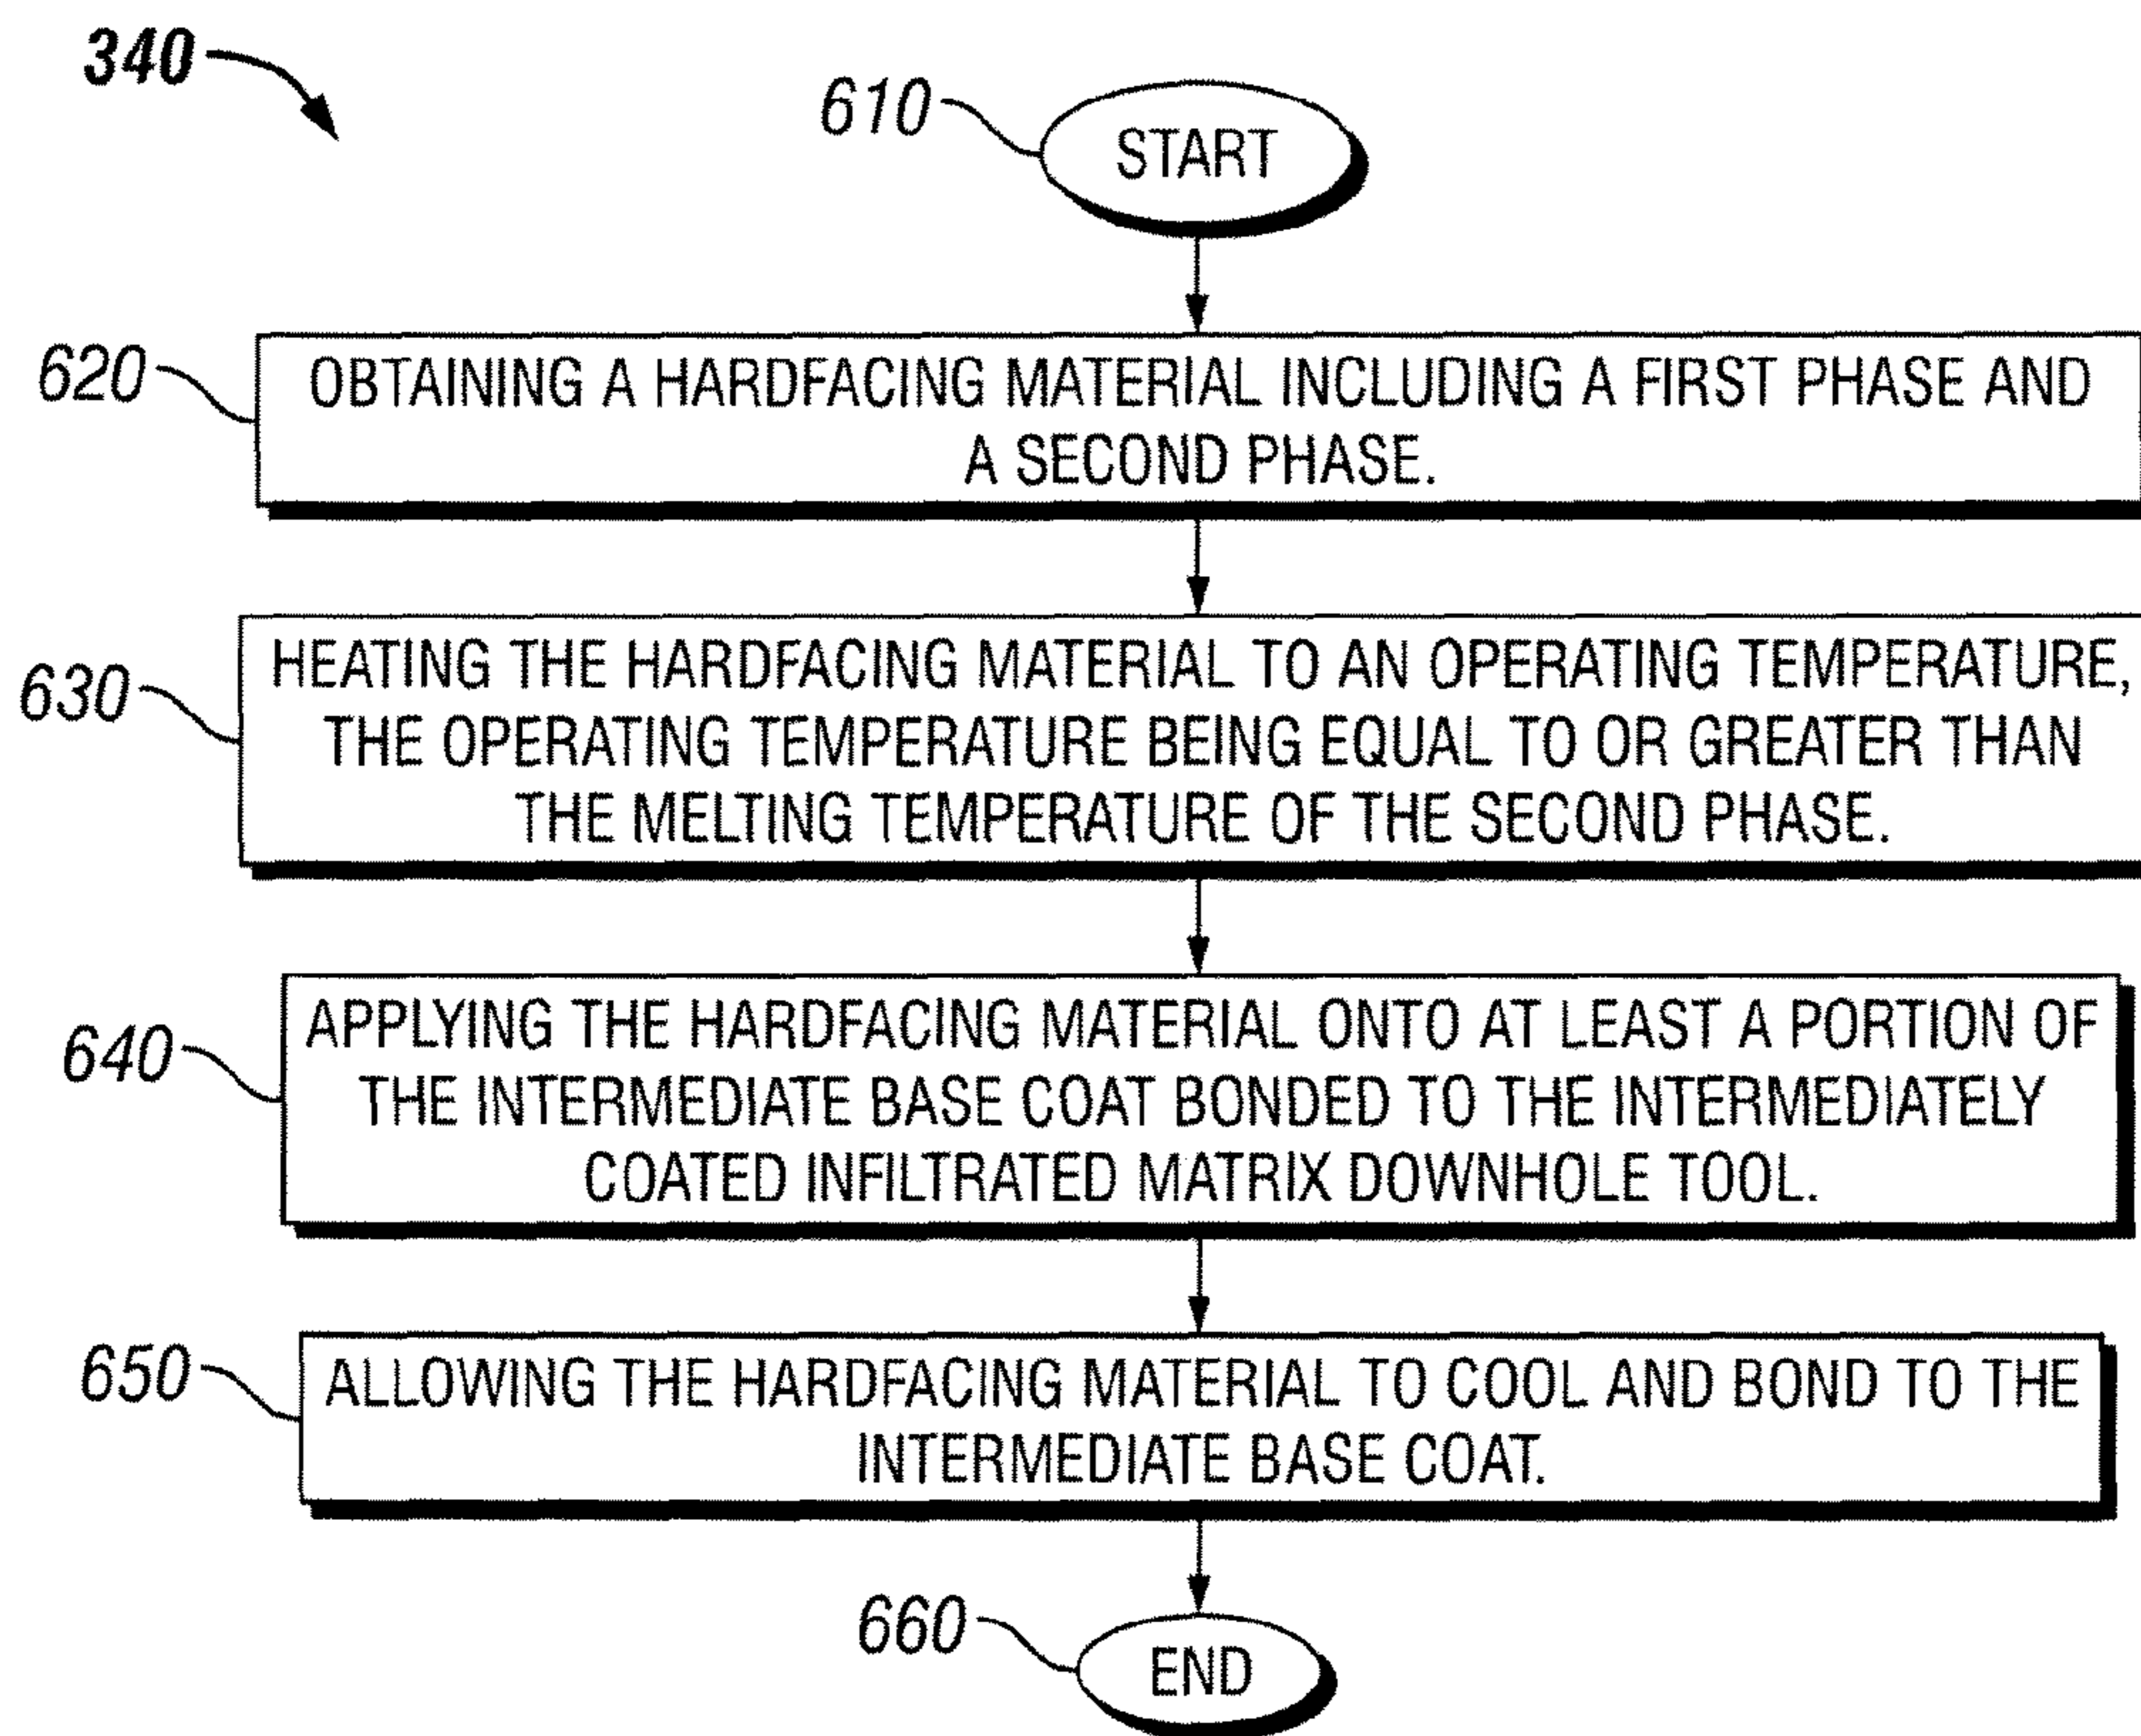 340
610
START
620
OBTAINING A HARDFACING MATERIAL INCLUDING A FIRST PHASE AND
A SECOND PHASE.
630
HEATING THE HARDFACING MATERIAL TO AN OPERATING TEMPERATURE,
THE OPERATING TEMPERATURE BEING EQUAL TO OR GREATER THAN
THE MELTING TEMPERATURE OF THE SECOND PHASE.
640
APPLYING THE HARDFACING MATERIAL ONTO AT LEAST A PORTION OF
THE INTERMEDIATE BASE COAT BONDED TO THE INTERMEDIATELY
COATED INFILTRATED MATRIX DOWNHOLE TOOL.
650
ALLOWING THE HARDFACING MATERIAL TO COOL AND BOND TO THE
INTERMEDIATE BASE COAT.
660
END